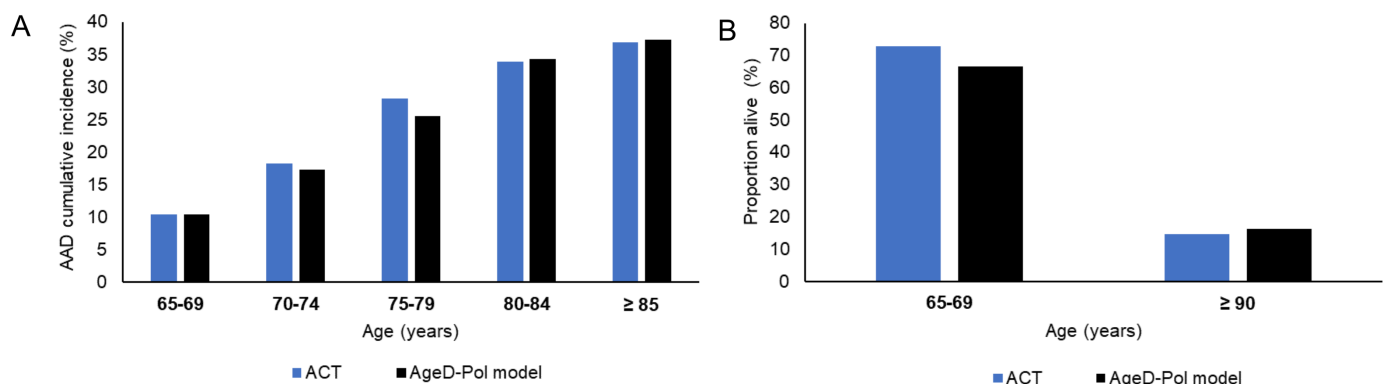 A
AAD cumulative incidence (%)
40
35
30
25
20
15
10
5
0
65-69 70-74 75-79 80-84 ≥ 85
Age (years)
ACT AgeD-Pol model
B
Proportion alive (%)
80
70
60
50
40
30
20
10
0
65-69 ≥ 90
Age (years)
ACT AgeD-Pol model